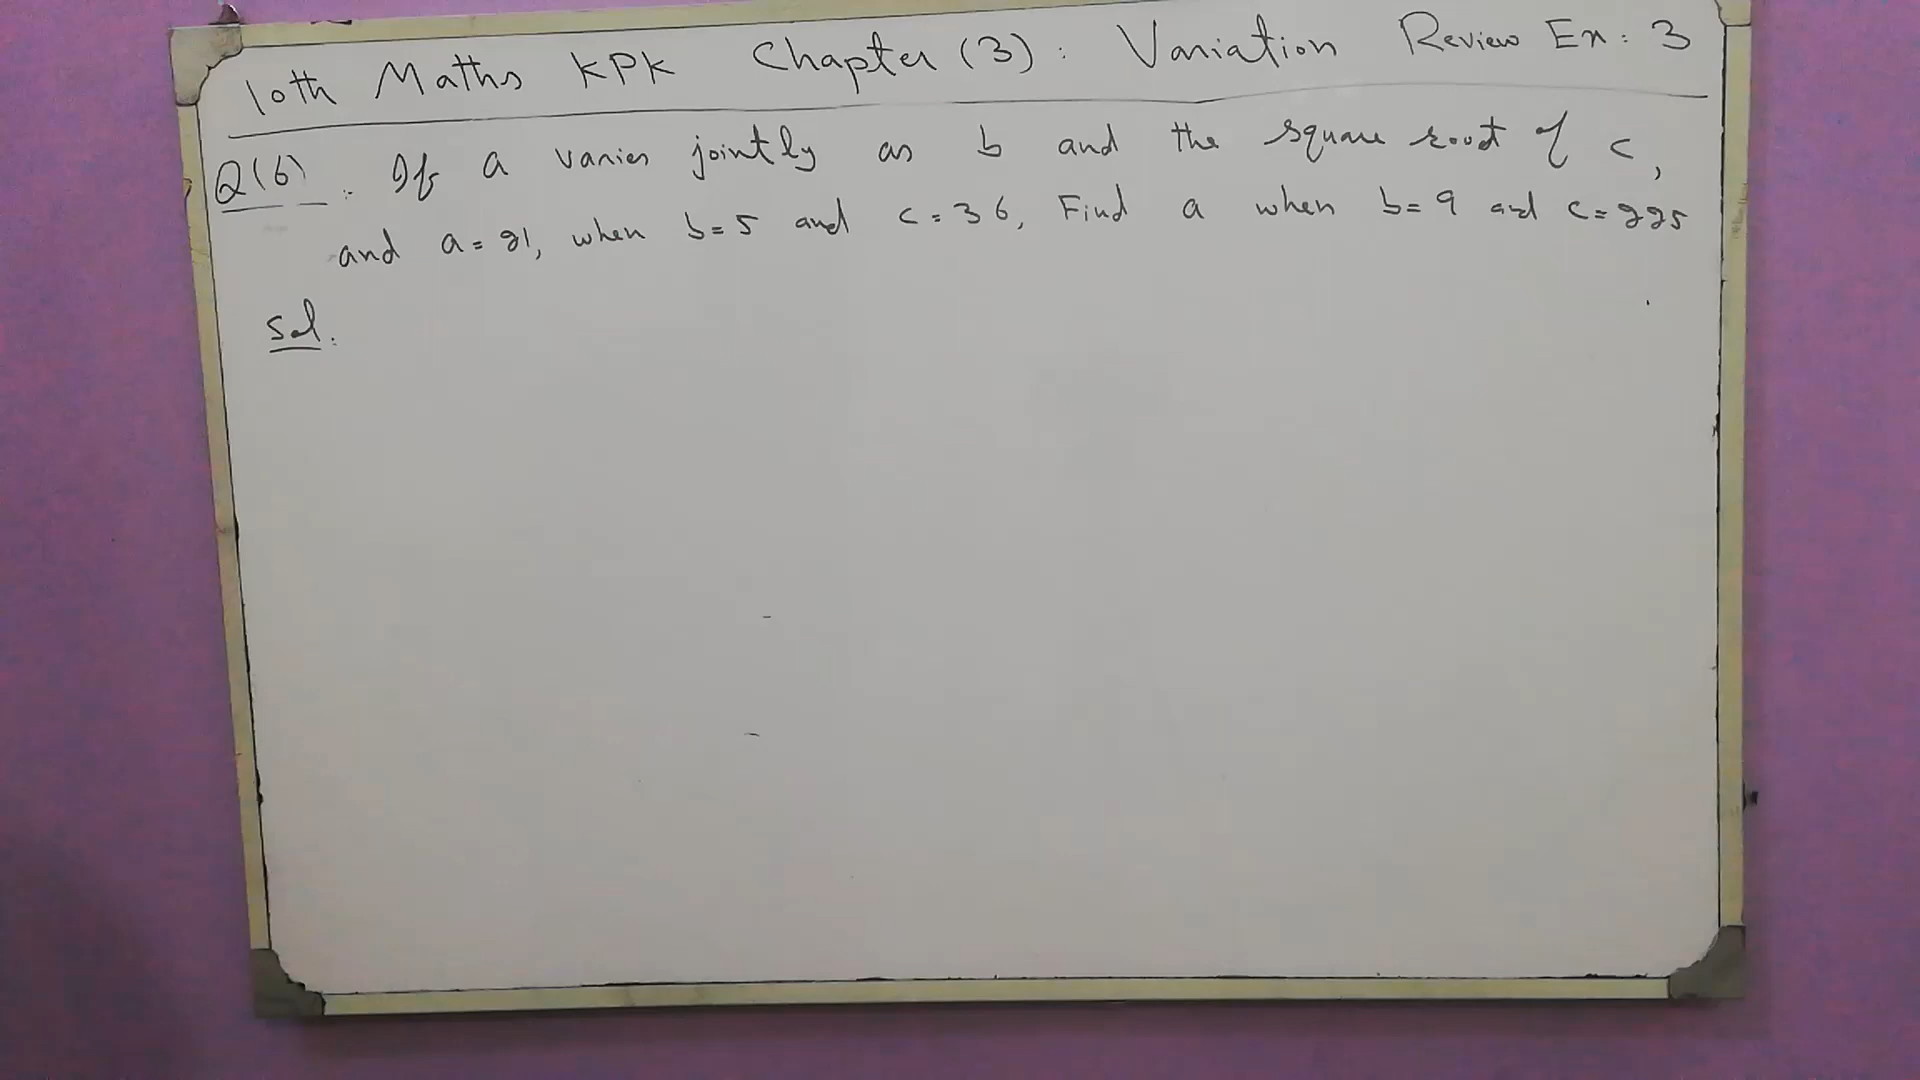 10th Maths KPK Chapter (3): Variation Review Ex: 3
Q(6): If a varies jointly as b and the square root of c,
and a = 21, when b = 5 and c = 36, Find a when b = 9 and c = 225
Sol.